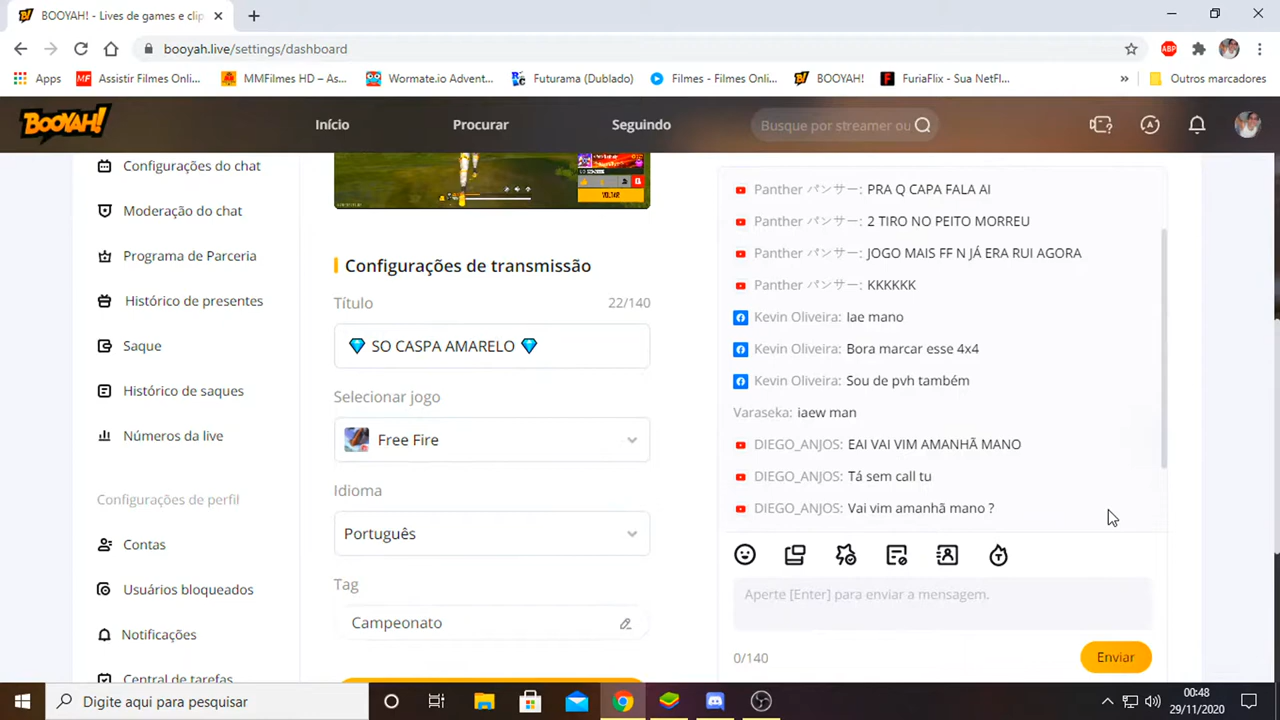 BOOYAH! - Lives de games e clip
booyah.live/settings/dashboard
ABP
Apps
MF Assistir Filmes Onli...
MMFilmes HD – As...
Wormate.io Advent...
Futurama (Dublado)
Filmes - Filmes Onli...
BOOYAH!
F FuriaFlix - Sua NetFl...
Outros marcadores
BOOYAH!
Início
Procurar
Seguindo
Busque por streamer ou
Configurações do chat
Moderação do chat
Programa de Parceria
Histórico de presentes
Saque
Histórico de saques
Números da live
Configurações de perfil
Contas
Usuários bloqueados
Notificações
Central de tarefas
VOLTAR
Configurações de transmissão
Título
22/140
💎 SO CASPA AMARELO 💎
Selecionar jogo
Free Fire
Idioma
Português
Tag
Campeonato
Panther パンサー: PRA Q CAPA FALA AI
Panther パンサー: 2 TIRO NO PEITO MORREU
Panther パンサー: JOGO MAIS FF N JÁ ERA RUI AGORA
Panther パンサー: KKKKKK
Kevin Oliveira: Iae mano
Kevin Oliveira: Bora marcar esse 4x4
Kevin Oliveira: Sou de pvh também
Varaseka: iaew man
DIEGO_ANJOS: EAI VAI VIM AMANHÃ MANO
DIEGO_ANJOS: Tá sem call tu
DIEGO_ANJOS: Vai vim amanhã mano ?
Aperte [Enter] para enviar a mensagem.
0/140
Enviar
Digite aqui para pesquisar
00:48
29/11/2020